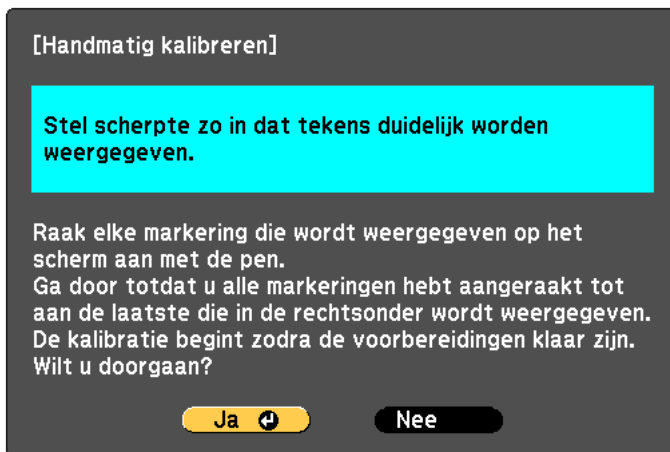 [Handmatig kalibreren]
Stel scherpte zo in dat tekens duidelijk worden
weergegeven.
Raak elke markering die wordt weergegeven op het
scherm aan met de pen.
Ga door totdat u alle markeringen hebt aangeraakt tot
aan de laatste die in de rechtsonder wordt weergegeven.
De kalibratie begint zodra de voorbereidingen klaar zijn.
Wilt u doorgaan?
Ja Nee